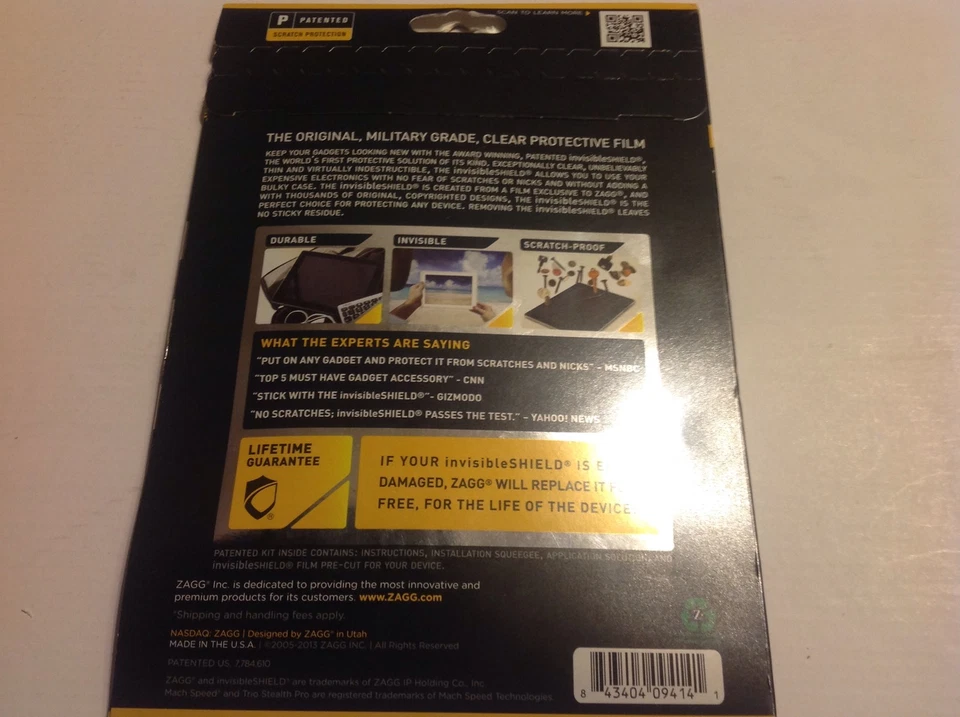 P PATENTED
SCRATCH PROTECTION
SCAN TO LEARN MORE
THE ORIGINAL, MILITARY GRADE, CLEAR PROTECTIVE FILM
KEEP YOUR GADGETS LOOKING NEW WITH THE AWARD WINNING, PATENTED invisibleSHIELD®,
THE WORLD'S FIRST PROTECTIVE SOLUTION OF ITS KIND. EXCEPTIONALLY CLEAR, UNBELIEVABLY
THIN AND VIRTUALLY INDESTRUCTIBLE, THE invisibleSHIELD® ALLOWS YOU TO USE YOUR
EXPENSIVE ELECTRONICS WITH NO FEAR OF SCRATCHES OR NICKS AND WITHOUT ADDING A
BULKY CASE. THE invisibleSHIELD® IS CREATED FROM A FILM EXCLUSIVE TO ZAGG®, AND
WITH THOUSANDS OF ORIGINAL, COPYRIGHTED DESIGNS, THE invisibleSHIELD® IS THE
PERFECT CHOICE FOR PROTECTING ANY DEVICE. REMOVING THE invisibleSHIELD® LEAVES
NO STICKY RESIDUE.
DURABLE
INVISIBLE
SCRATCH-PROOF
WHAT THE EXPERTS ARE SAYING
"PUT ON ANY GADGET AND PROTECT IT FROM SCRATCHES AND NICKS" - MSNBC
"TOP 5 MUST HAVE GADGET ACCESSORY" - CNN
"STICK WITH THE invisibleSHIELD®"- GIZMODO
"NO SCRATCHES; invisibleSHIELD® PASSES THE TEST." - YAHOO! NEWS
LIFETIME
GUARANTEE
IF YOUR invisibleSHIELD® IS E
DAMAGED, ZAGG® WILL REPLACE IT F
FREE, FOR THE LIFE OF THE DEVICE.
PATENTED KIT INSIDE CONTAINS: INSTRUCTIONS, INSTALLATION SQUEEGEE, APPLICATION SOLUTION, AND
invisibleSHIELD® FILM PRE-CUT FOR YOUR DEVICE.
ZAGG® Inc. is dedicated to providing the most innovative and
premium products for its customers. www.ZAGG.com
*Shipping and handling fees apply.
NASDAQ: ZAGG | Designed by ZAGG® in Utah
MADE IN THE U.S.A. | ©2005-2013 ZAGG INC. | All Rights Reserved
PATENTED US. 7,784,610
ZAGG® and invisibleSHIELD® are trademarks of ZAGG IP Holding Co., Inc.
Mach Speed® and Trio Stealth Pro are registered trademarks of Mach Speed Technologies.
Z
8 43404 09414 1